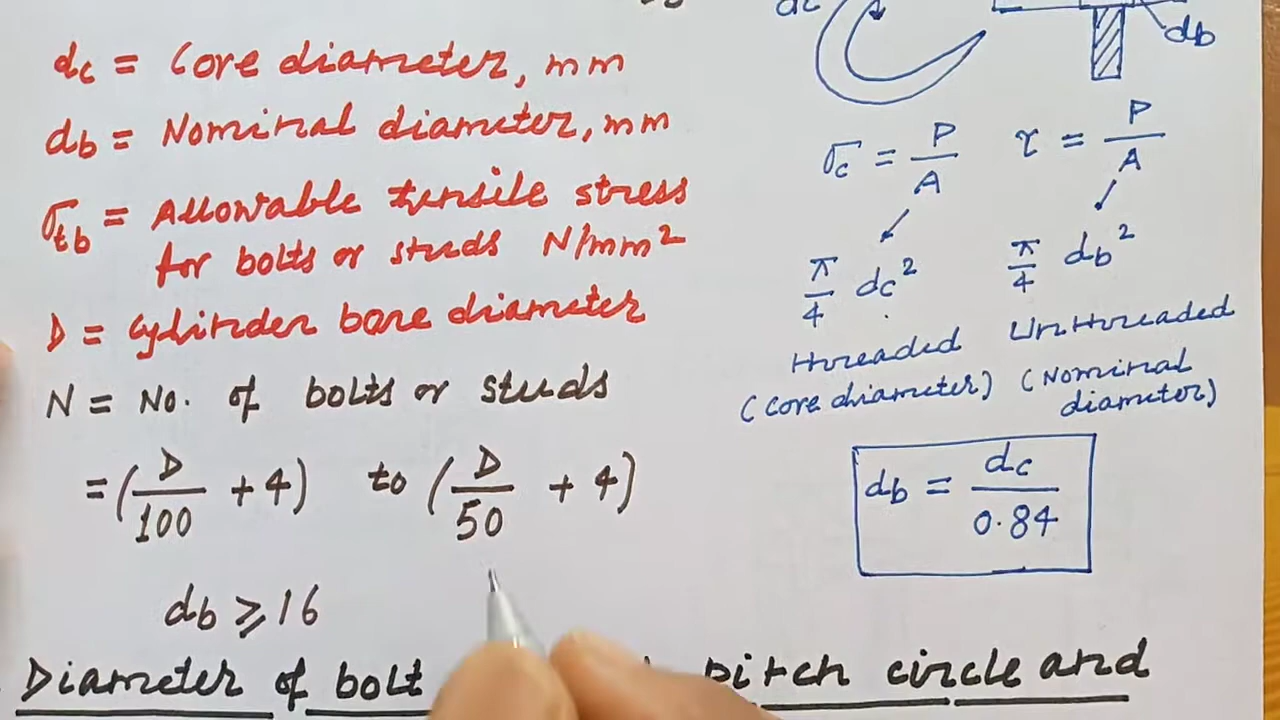 dc = Core diameter, mm
db = Nominal diameter, mm
σtb = Allowable tensile stress
for bolts or studs N/mm²
D = Cylinder bore diameter
N = No. of bolts or studs
= (D/100 + 4) to (D/50 + 4)
db ≥ 16
Diameter of bolt
pitch circle and
dc
db
σc = P/A
τ = P/A
π/4 dc²
π/4 db²
threaded
(core diameter)
Unthreaded
(Nominal
diameter)
db = dc/0.84